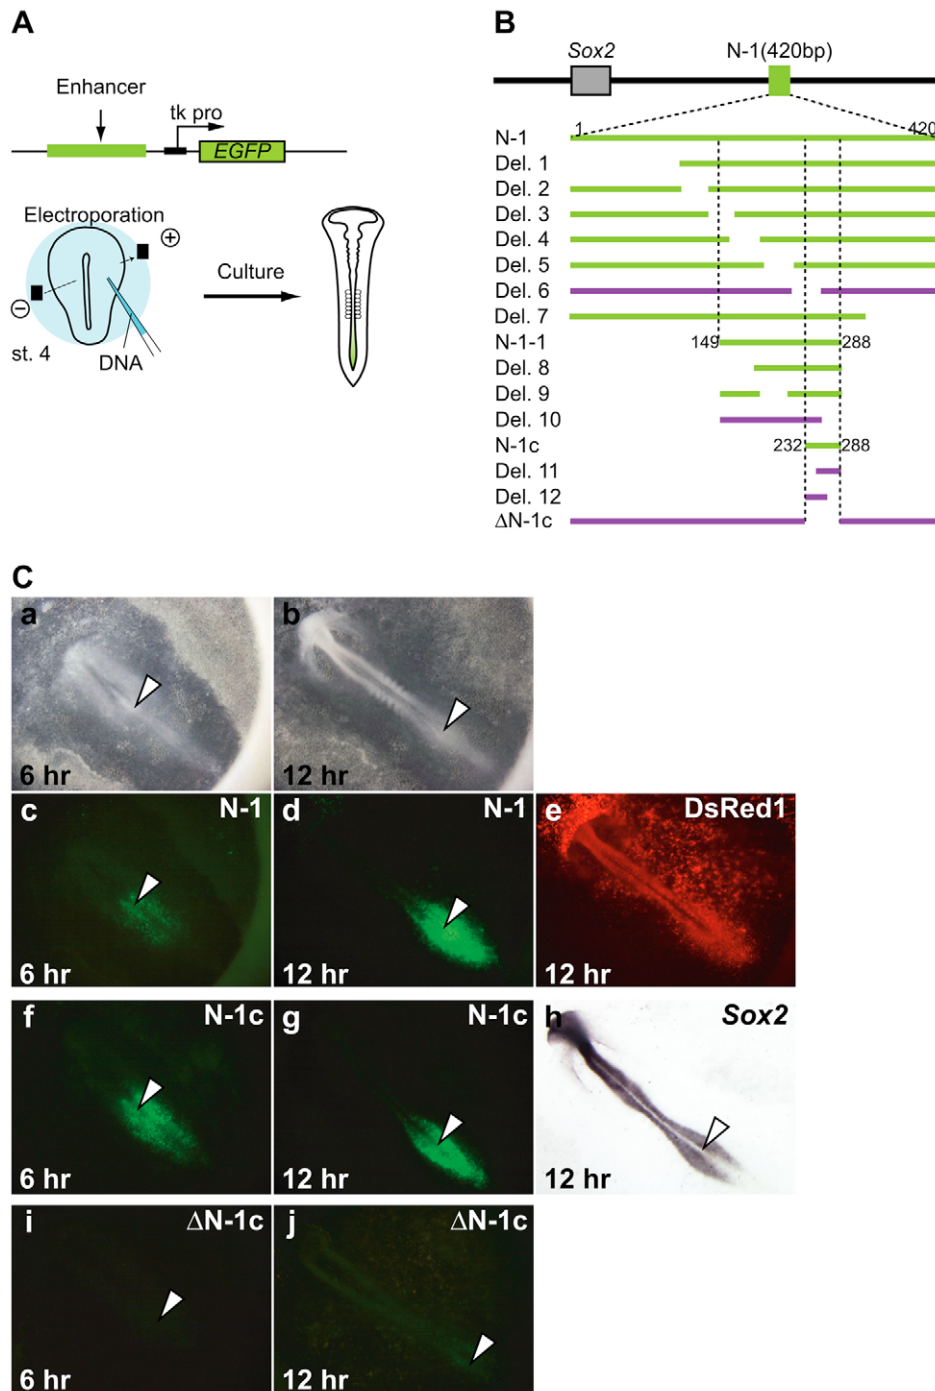 A
Enhancer
tk pro
EGFP
Electroporation
+
−
st. 4
DNA
Culture
B
Sox2
N-1(420bp)
1
420
N-1
Del. 1
Del. 2
Del. 3
Del. 4
Del. 5
Del. 6
Del. 7
N-1-1
149
288
Del. 8
Del. 9
Del. 10
N-1c
232
288
Del. 11
Del. 12
ΔN-1c
C
a
6 hr
b
12 hr
c
N-1
6 hr
d
N-1
12 hr
e
DsRed1
12 hr
f
N-1c
6 hr
g
N-1c
12 hr
h
Sox2
12 hr
i
ΔN-1c
6 hr
j
ΔN-1c
12 hr